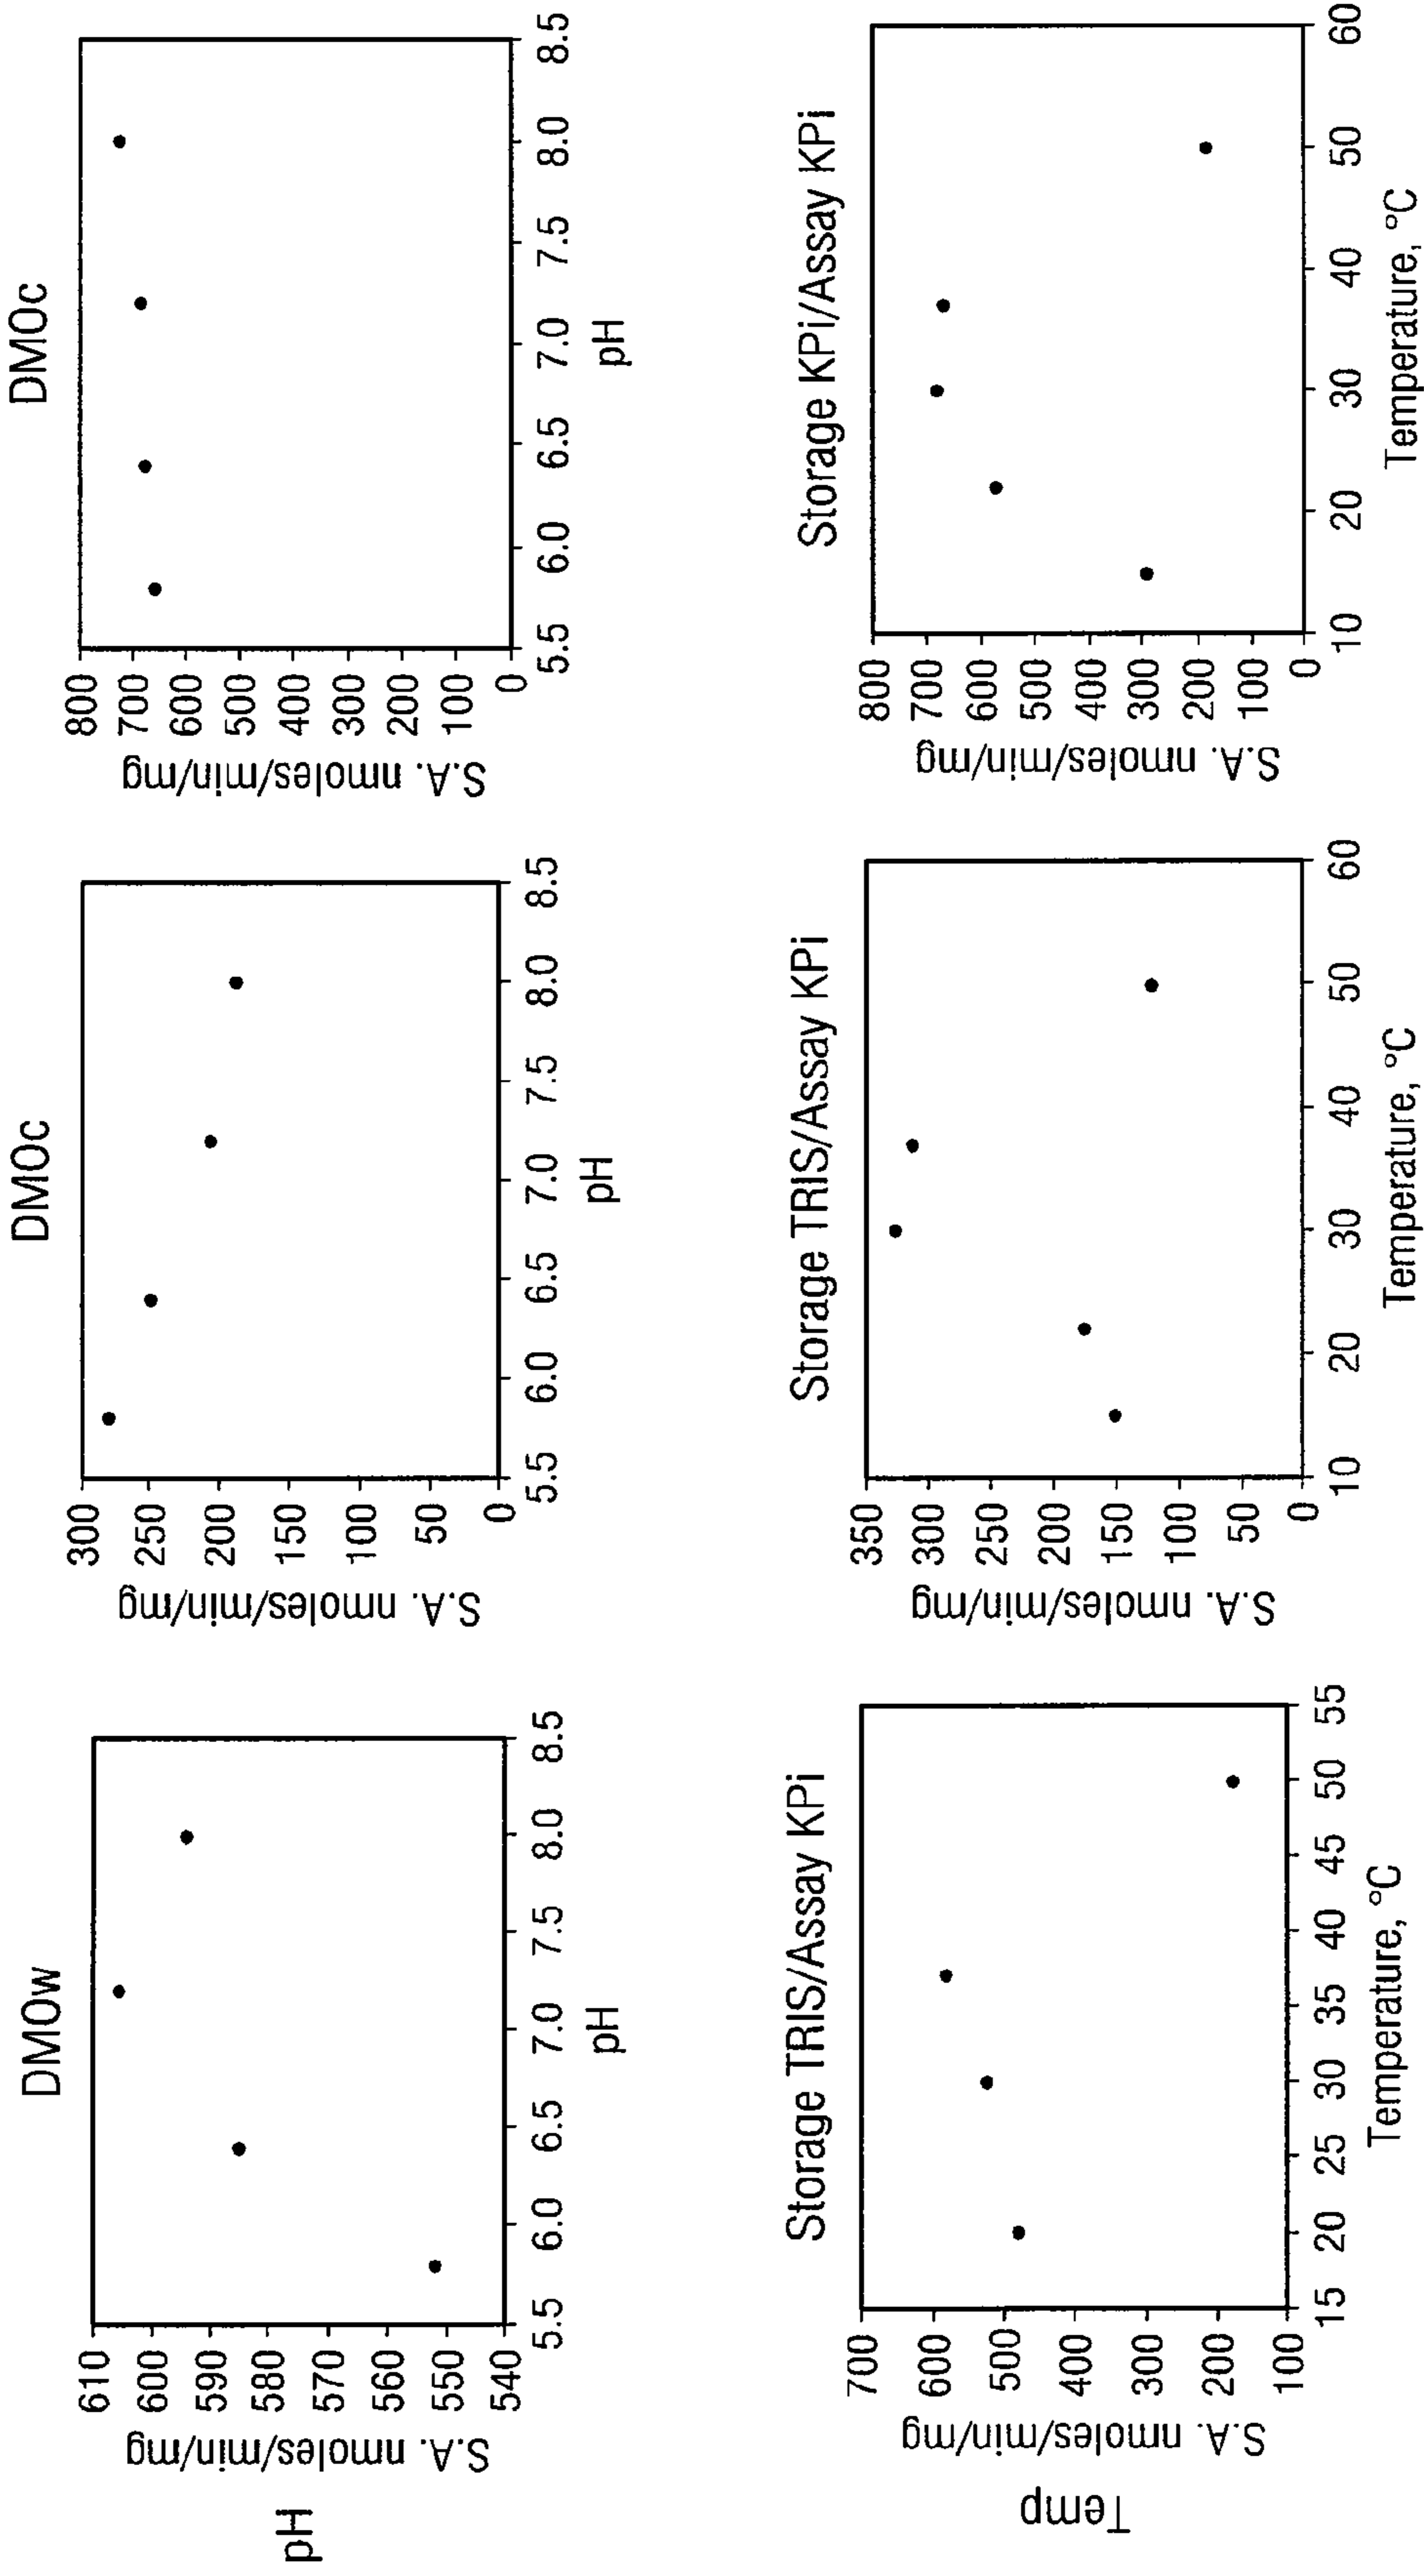 DMOw
pH
S.A. nmoles/min/mg
610
600
590
580
570
560
550
540
5.5 6.0 6.5 7.0 7.5 8.0 8.5
pH
DMOc
S.A. nmoles/min/mg
300
250
200
150
100
50
0
5.5 6.0 6.5 7.0 7.5 8.0 8.5
pH
DMOc
S.A. nmoles/min/mg
800
700
600
500
400
300
200
100
0
5.5 6.0 6.5 7.0 7.5 8.0 8.5
pH
Storage TRIS/Assay KPi
Temp
S.A. nmoles/min/mg
700
600
500
400
300
200
100
15 20 25 30 35 40 45 50 55
Temperature, °C
Storage TRIS/Assay KPi
S.A. nmoles/min/mg
350
300
250
200
150
100
50
0
10 20 30 40 50 60
Temperature, °C
Storage KPi/Assay KPi
S.A. nmoles/min/mg
800
700
600
500
400
300
200
100
0
10 20 30 40 50 60
Temperature, °C